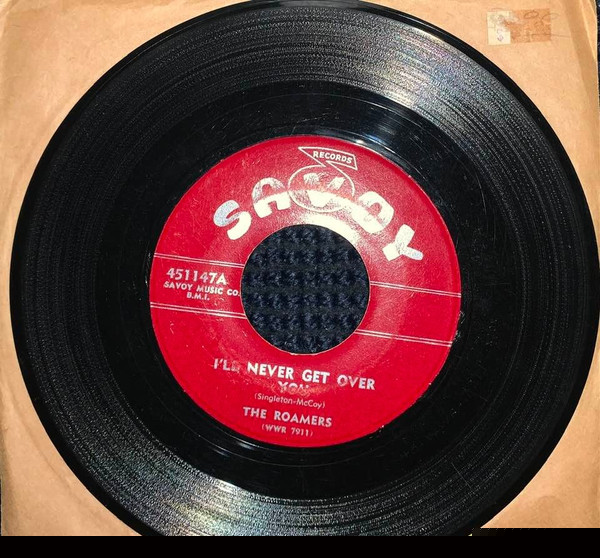 RECORDS
SAVOY
451147A
SAVOY MUSIC CO.
B.M.I.
I'LL NEVER GET OVER
YOU
(Singleton-McCoy)
THE ROAMERS
(WWR 7911)